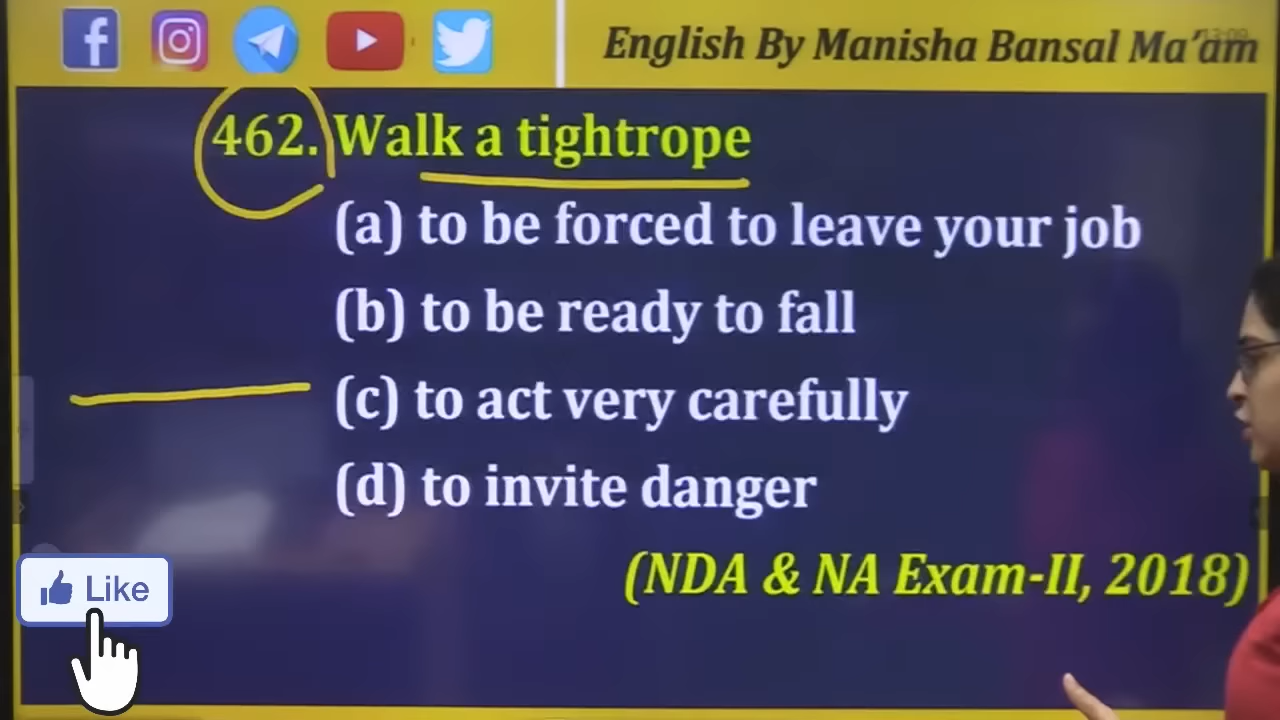 English By Manisha Bansal Ma'am
462. Walk a tightrope
(a) to be forced to leave your job
(b) to be ready to fall
(c) to act very carefully
(d) to invite danger
(NDA & NA Exam-II, 2018)
Like